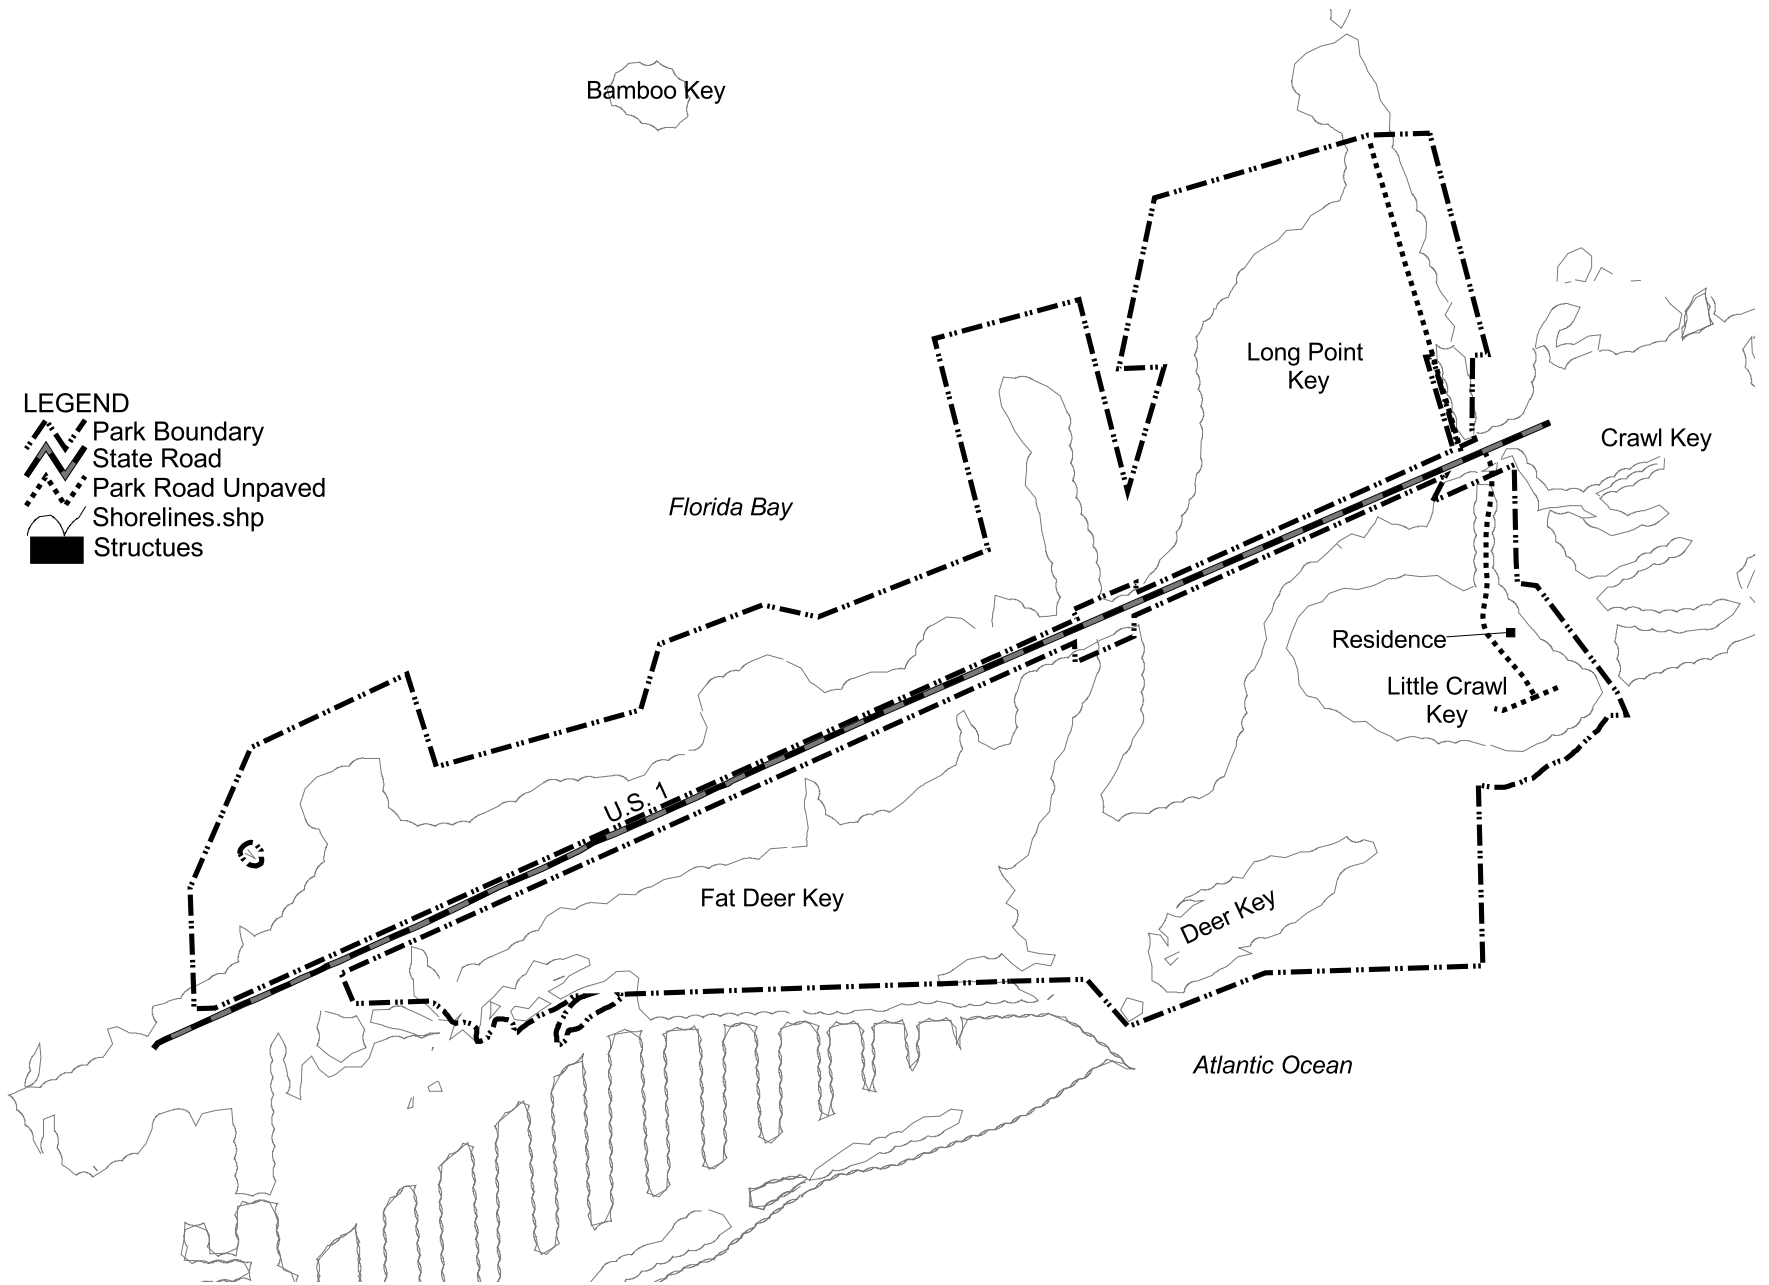 Bamboo Key
Long Point
Key
LEGEND
Park Boundary
State Road
Park Road Unpaved
Shorelines.shp
Structues
Crawl Key
Florida Bay
Residence
Little Crawl
Key
U.S. 1
Fat Deer Key
Deer Key
Atlantic Ocean